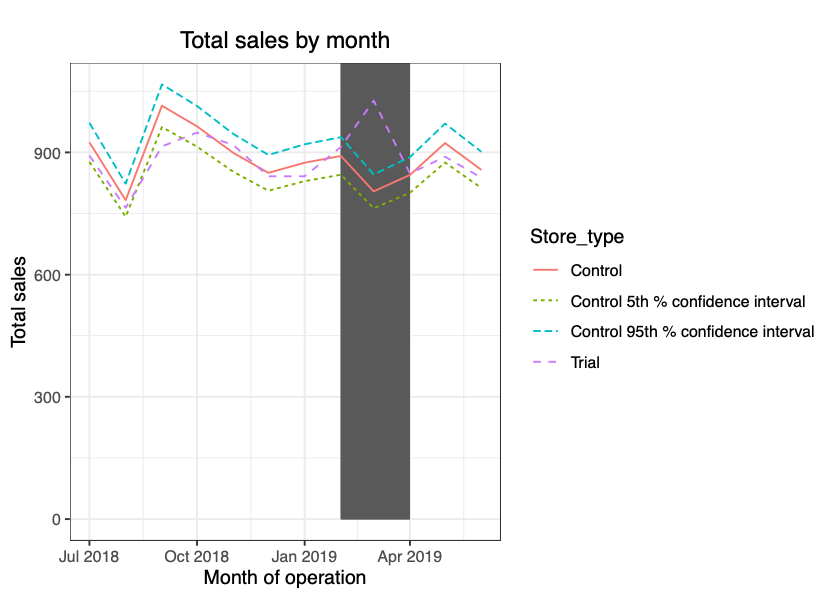 Total sales by month
Total sales
900
600
300
0
Jul 2018 Oct 2018 Jan 2019 Apr 2019
Month of operation
Store_type
Control
Control 5th % confidence interval
Control 95th % confidence interval
Trial